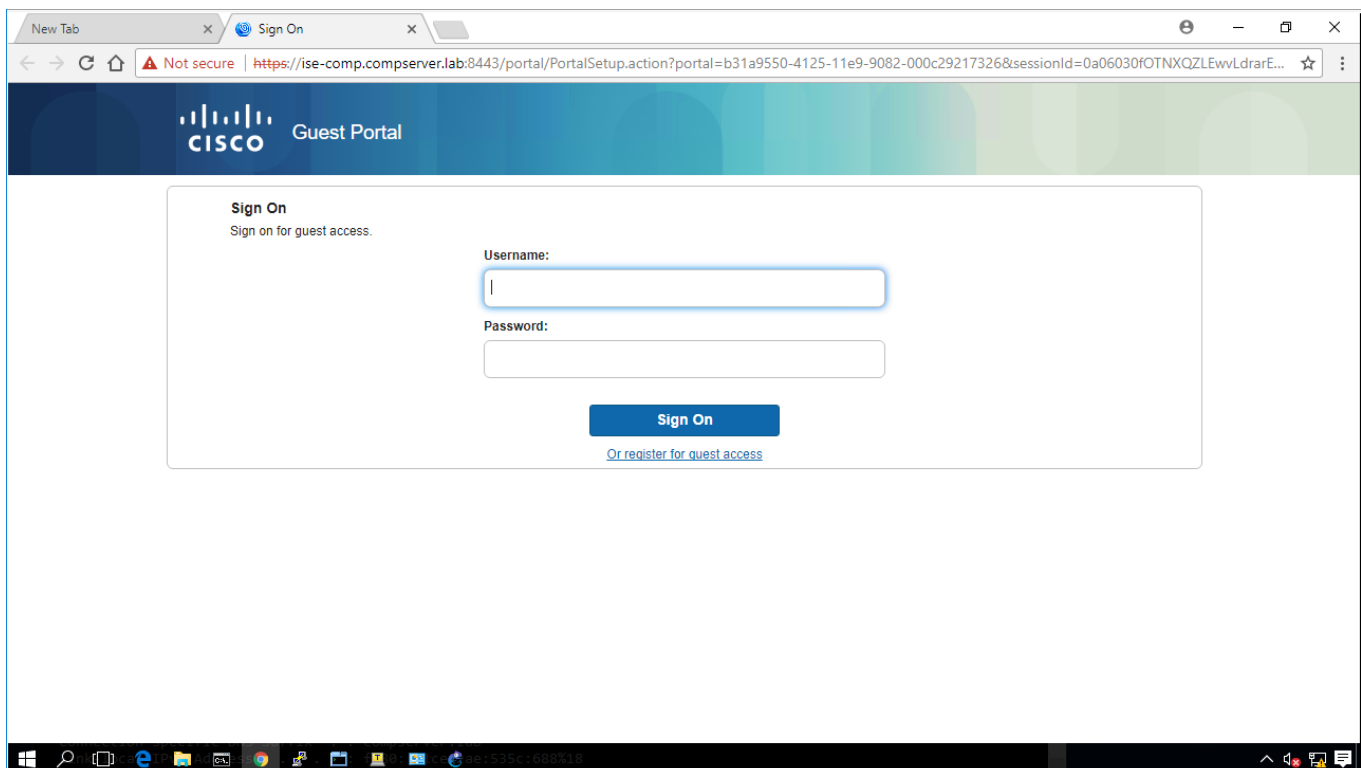 New Tab
Sign On
Not secure | https://ise-comp.compserver.lab:8443/portal/PortalSetup.action?portal=b31a9550-4125-11e9-9082-000c29217326&sessionId=0a06030fOTNXQZLEwvLdrarE...
CISCO
Guest Portal
Sign On
Sign on for guest access.
Username:
Password:
Sign On
Or register for guest access